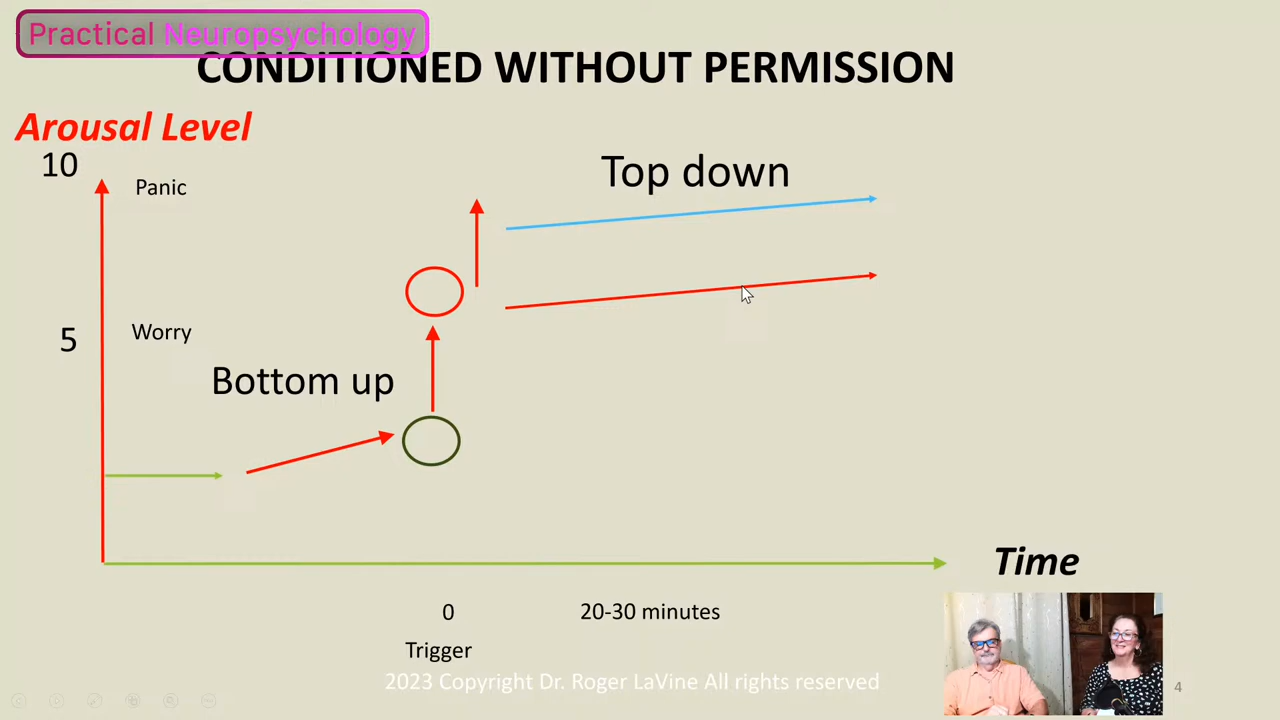 Practical Neuropsychology
CONDITIONED WITHOUT PERMISSION
Arousal Level
10
Panic
Top down
5
Worry
Bottom up
Time
0
20-30 minutes
Trigger
2023 Copyright Dr. Roger LaVine All rights reserved
4